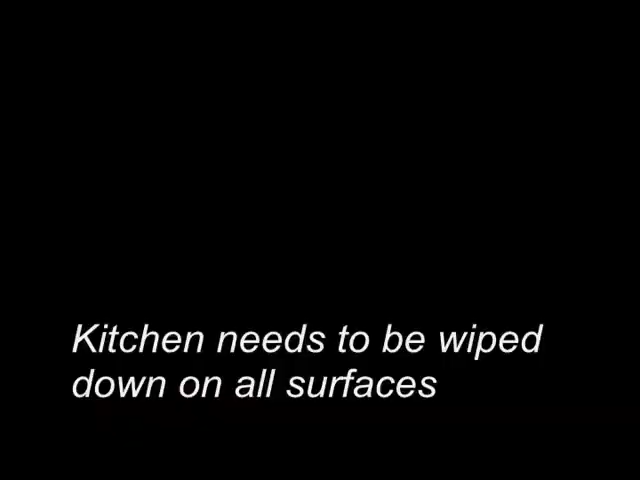 Kitchen needs to be wiped
down on all surfaces